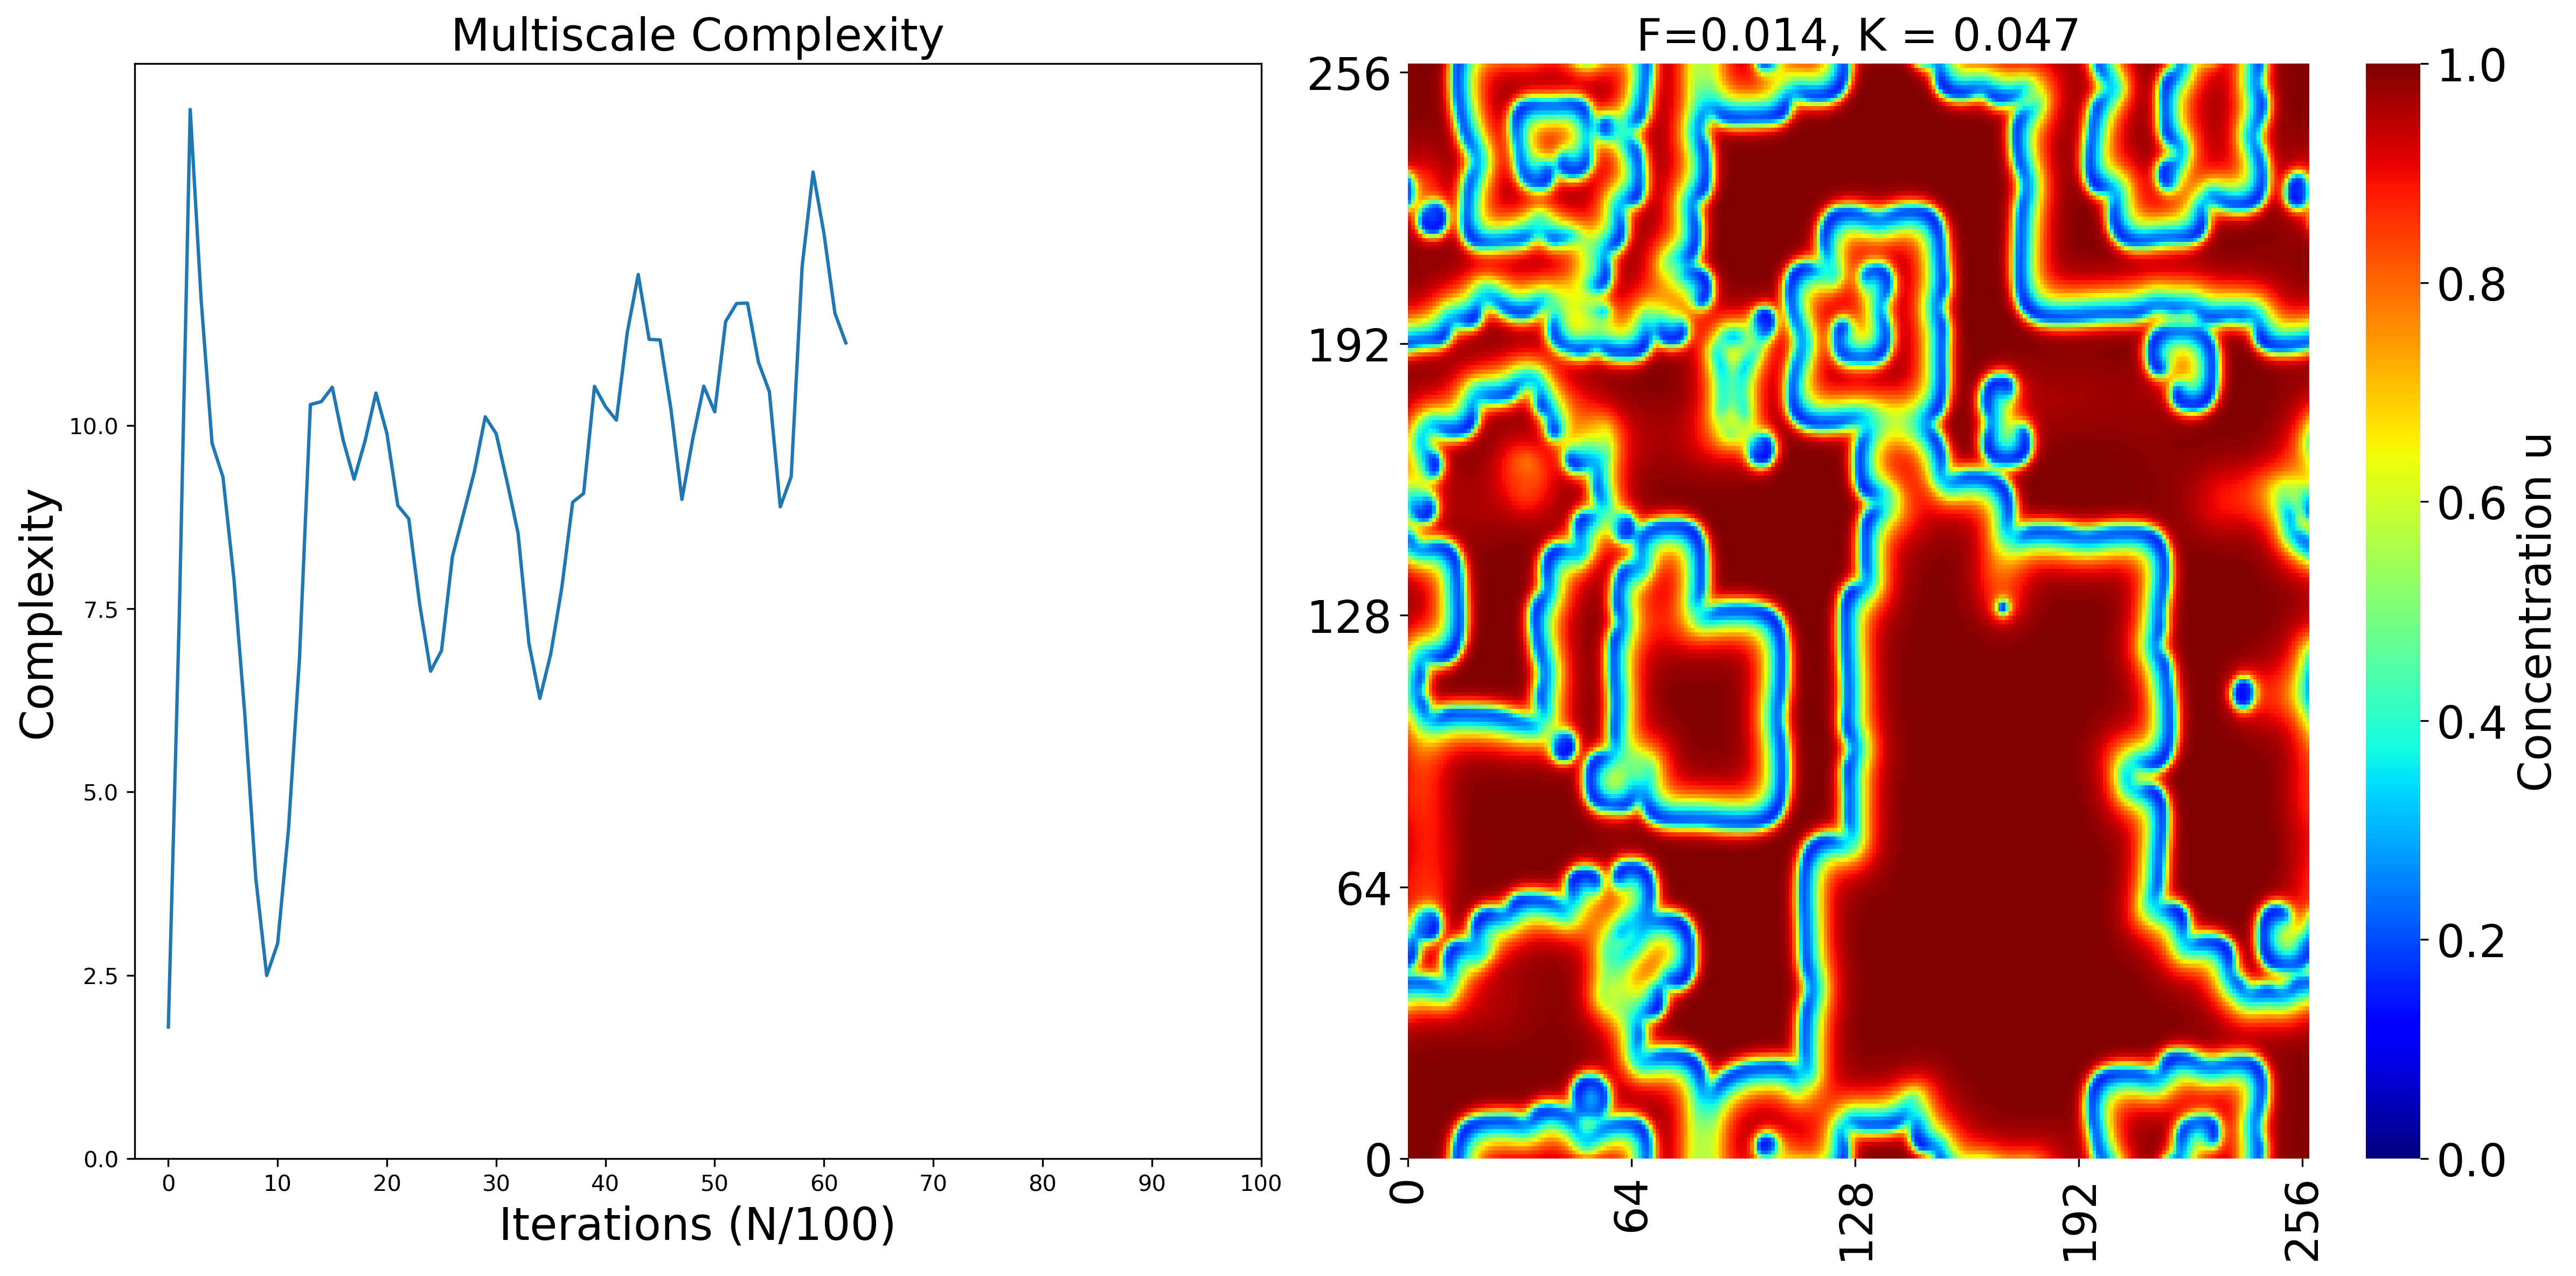 Multiscale Complexity
Complexity
10.0
7.5
5.0
2.5
0.0
0 10 20 30 40 50 60 70 80 90 100
Iterations (N/100)
F=0.014, K = 0.047
256
192
128
64
0
0 64 128 192 256
1.0
0.8
0.6
0.4
0.2
0.0
Concentration u